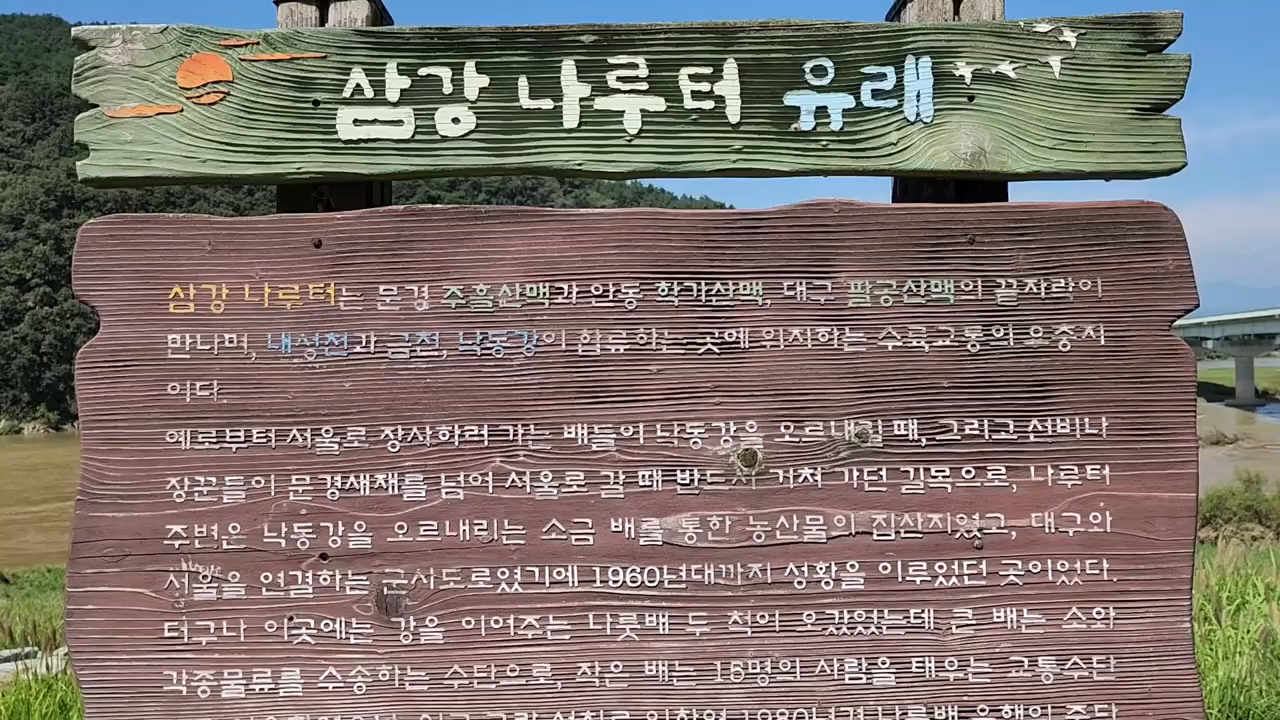 삼강 나루터 유래
삼강 나루터는 문경 주흘산맥과 안동 학가산맥, 대구 팔공산맥의 끝자락이
만나며, 내성천과 금천, 낙동강이 합류하는 곳에 위치하는 수륙교통의 요충지
이다.
예로부터 서울로 장사하러 가는 배들이 낙동강을 오르내릴 때, 그리고 선비나
장꾼들이 문경새재를 넘어 서울로 갈 때 반드시 거쳐 가던 길목으로, 나루터
주변은 낙동강을 오르내리는 소금 배를 통한 농산물의 집산지였고, 대구와
서울을 연결하는 군사도로였기에 1960년대까지 성황을 이루었던 곳이었다.
더구나 이곳에는 강을 이어주는 나룻배 두 척이 오갔었는데 큰 배는 소와
각종물류를 수송하는 수단으로, 작은 배는 15명의 사람을 태우는 교통수단